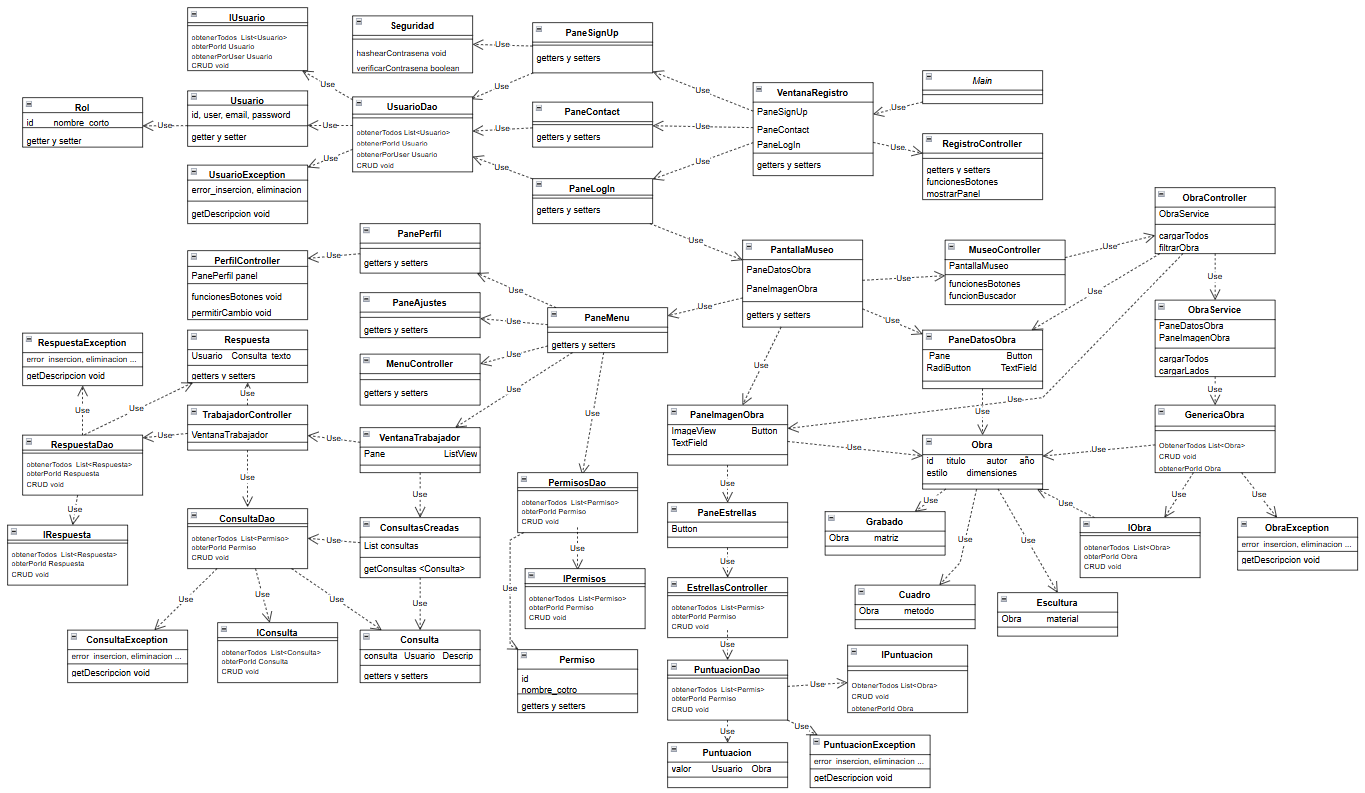 IUsuario
obtenerTodos List<Usuario>
obterPorId Usuario
obtenerPorUser Usuario
CRUD void
Seguridad
hashearContrasena void
verificarContrasena boolean
Use
PaneSignUp
getters y setters
Use
Use
Rol
id nombre_corto
getter y setter
Use
Usuario
id, user, email, password
getter y setter
Use
UsuarioDao
obtenerTodos List<Usuario>
obterPorId Usuario
obtenerPorUser Usuario
CRUD void
Use
PaneContact
getters y setters
Use
Use
VentanaRegistro
PaneSignUp
PaneContact
PaneLogIn
getters y setters
Use
Main
Use
RegistroController
getters y setters
funcionesBotones
mostrarPanel
Use
UsuarioException
error_insercion, eliminacion
getDescripcion void
Use
PaneLogIn
getters y setters
Use
Use
ObraController
ObraService
cargarTodos
filtrarObra
PerfilController
PanePerfil panel
funcionesBotones void
permitirCambio void
Use
PanePerfil
getters y setters
Use
PantallaMuseo
PaneDatosObra
PaneImagenObra
getters y setters
Use
MuseoController
PantallaMuseo
funcionesBotones
funcionBuscador
Use
Use
Use
PaneAjustes
getters y setters
Use
PaneMenu
getters y setters
Use
Use
ObraService
PaneDatosObra
PaneImagenObra
cargarTodos
cargarLados
RespuestaException
error insercion, eliminacion ...
getDescripcion void
Respuesta
Usuario Consulta texto
getters y setters
MenuController
getters y setters
Use
Use
Use
PaneDatosObra
Pane Button
RadiButton TextField
Use
Use
Use
Use
Use
Use
Use
Use
RespuestaDao
obtenerTodos List<Respuesta>
obterPorId Respuesta
CRUD void
Use
TrabajadorController
VentanaTrabajador
Use
VentanaTrabajador
Pane ListView
PaneImagenObra
ImageView Button
TextField
Use
Obra
id titulo autor año
estilo dimensiones
Use
GenericaObra
ObtenerTodos List<Obra>
CRUD void
obtenerPorId Obra
Use
Use
Use
Use
Use
Use
Use
IRespuesta
obtenerTodos List<Respuesta>
obterPorId Respuesta
CRUD void
ConsultaDao
obtenerTodos List<Permiso>
obterPorId Permiso
CRUD void
Use
ConsultasCreadas
List consultas
getConsultas <Consulta>
PermisosDao
obtenerTodos List<Permiso>
obterPorId Permiso
CRUD void
PaneEstrellas
Button
Grabado
Obra matriz
Use
Use
IObra
obtenerTodos List<Obra>
obterPorId Obra
CRUD void
ObraException
error insercion, eliminacion ...
getDescripcion void
Use
Use
Use
Use
Use
Use
Use
IPermisos
obtenerTodos List<Permiso>
obterPorId Permiso
CRUD void
EstrellasController
obtenerTodos List<Permis>
obterPorId Permiso
CRUD void
Cuadro
Obra metodo
Escultura
Obra material
ConsultaException
error insercion, eliminacion ...
getDescripcion void
IConsulta
obtenerTodos List<Consulta>
obterPorId Consulta
CRUD void
Consulta
consulta Usuario Descrip
getters y setters
Permiso
id
nombre_cotro
getters y setters
Use
PuntuacionDao
obtenerTodos List<Permis>
obterPorId Permiso
CRUD void
Use
IPuntuacion
ObtenerTodos List<Obra>
CRUD void
obtenerPorId Obra
Use
Use
Puntuacion
valor Usuario Obra
PuntuacionException
error insercion, eliminacion ...
getDescripcion void